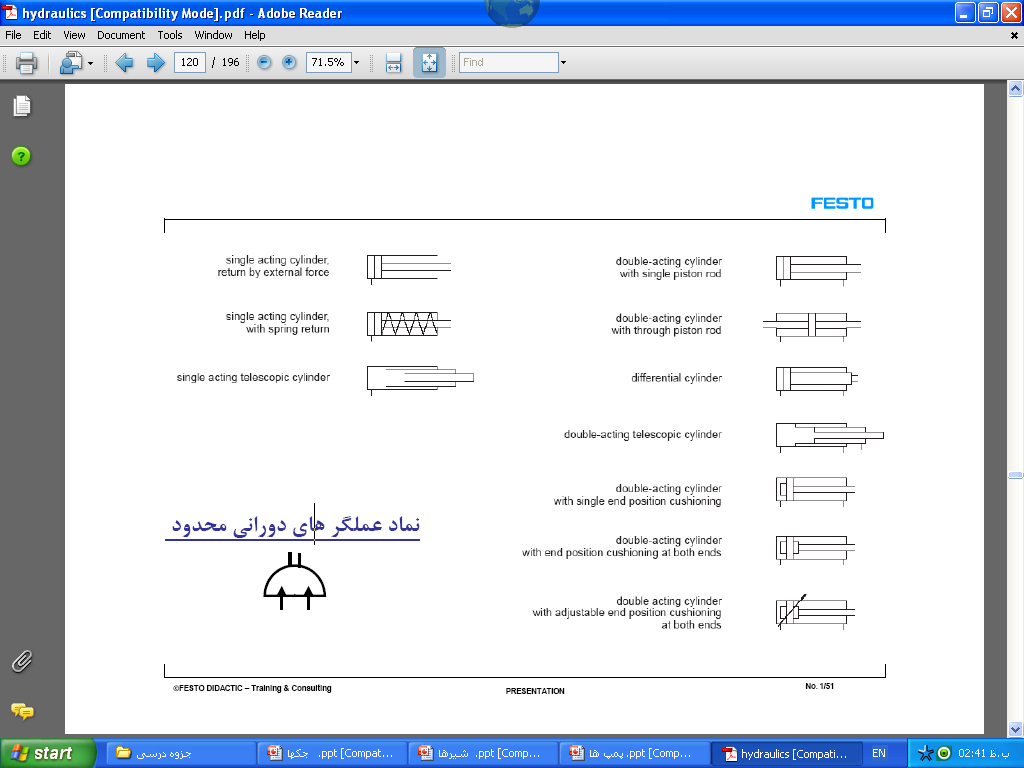 hydraulics [Compatibility Mode].pdf - Adobe Reader
File Edit View Document Tools Window Help
120 / 196 71.5% Find
FESTO
single acting cylinder,
return by external force
single acting cylinder,
with spring return
single acting telescopic cylinder
double-acting cylinder
with single piston rod
double-acting cylinder
with through piston rod
differential cylinder
double-acting telescopic cylinder
double-acting cylinder
with single end position cushioning
double-acting cylinder
with end position cushioning at both ends
double acting cylinder
with adjustable end position cushioning
at both ends
نماد عملگر های دورانی محدود
©FESTO DIDACTIC – Training & Consulting
PRESENTATION
No. 1/51
start
جزوه درسی
جکها .ppt [Compat...
شیرها .ppt [Comp...
پمپ ها.ppt [Comp...
hydraulics [Compati...
EN
02:41 ب.ظ